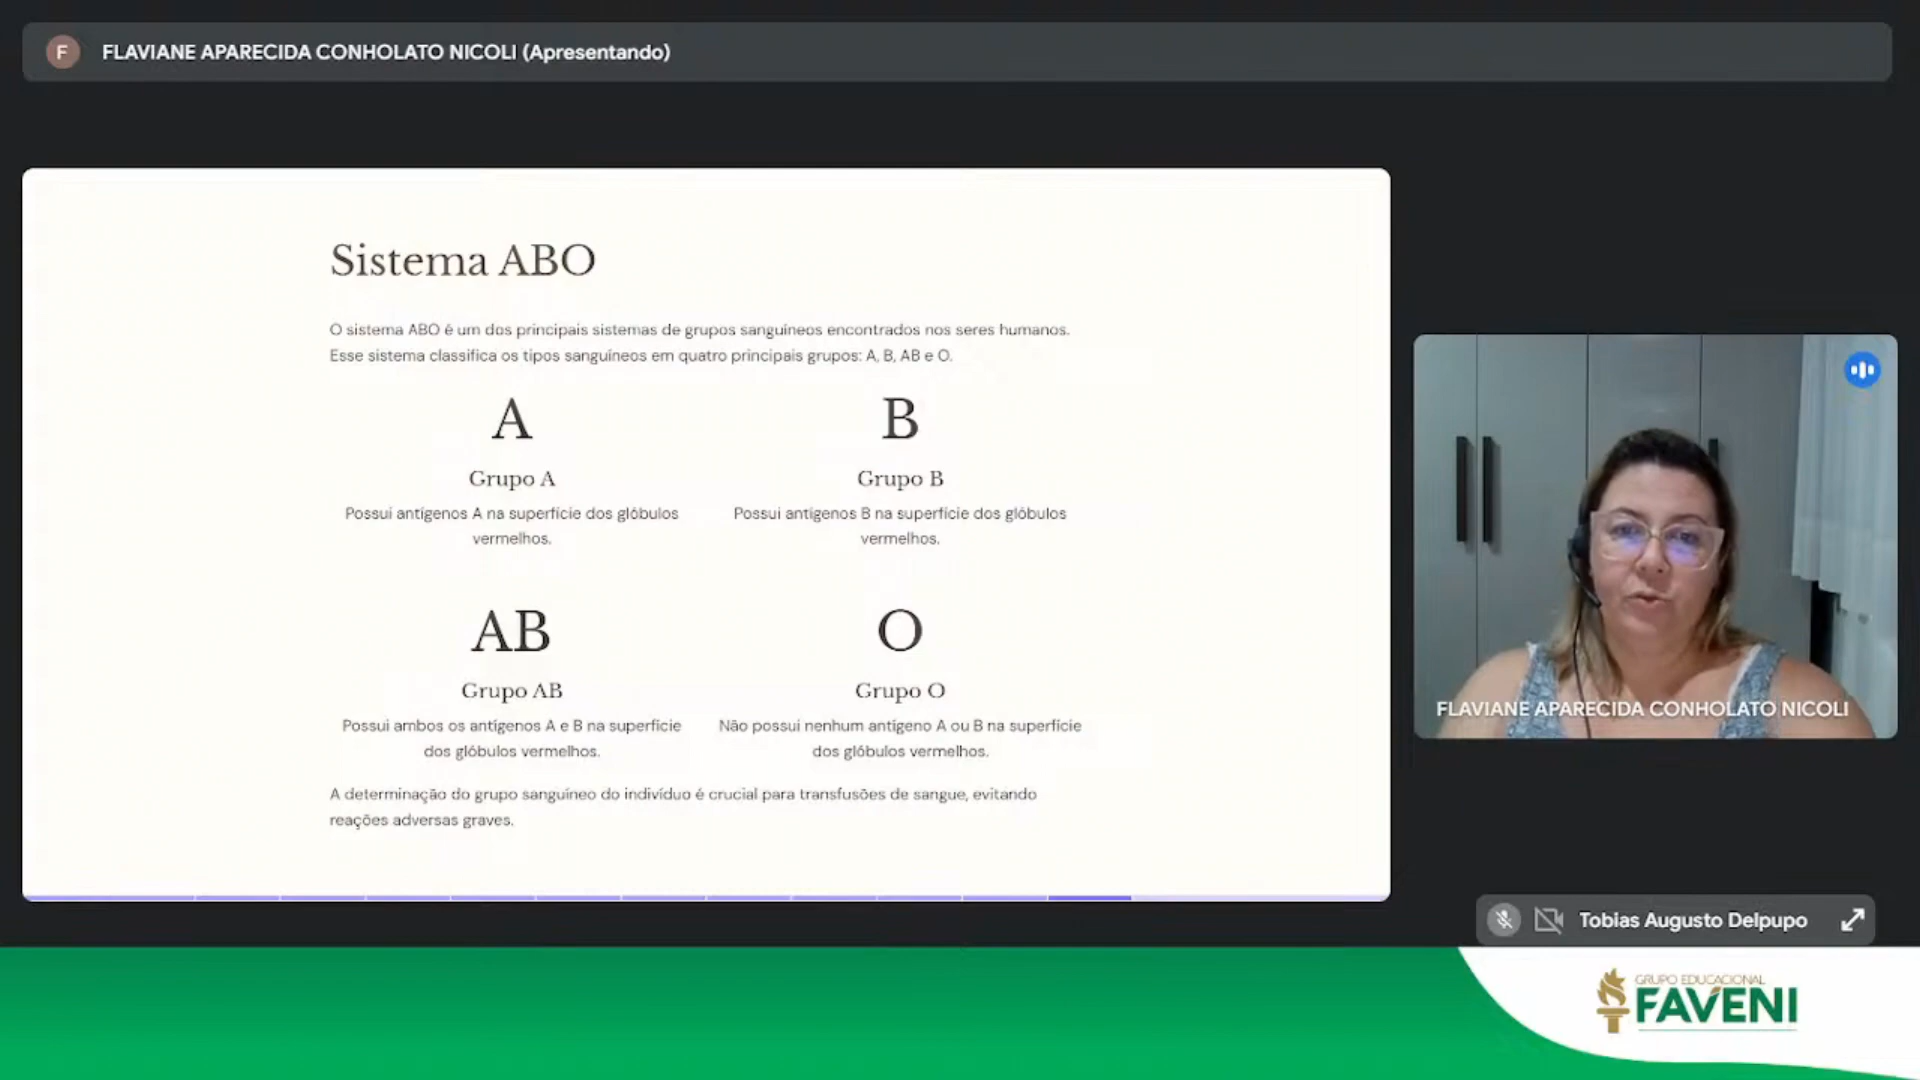 F FLAVIANE APARECIDA CONHOLATO NICOLI (Apresentando)
Sistema ABO
O sistema ABO é um dos principais sistemas de grupos sanguíneos encontrados nos seres humanos.
Esse sistema classifica os tipos sanguíneos em quatro principais grupos: A, B, AB e O.
A
Grupo A
Possui antígenos A na superfície dos glóbulos
vermelhos.
B
Grupo B
Possui antígenos B na superfície dos glóbulos
vermelhos.
AB
Grupo AB
Possui ambos os antígenos A e B na superfície
dos glóbulos vermelhos.
O
Grupo O
Não possui nenhum antígeno A ou B na superfície
dos glóbulos vermelhos.
A determinação do grupo sanguíneo do indivíduo é crucial para transfusões de sangue, evitando
reações adversas graves.
FLAVIANE APARECIDA CONHOLATO NICOLI
Tobias Augusto Delpupo
GRUPO EDUCACIONAL
FAVENI